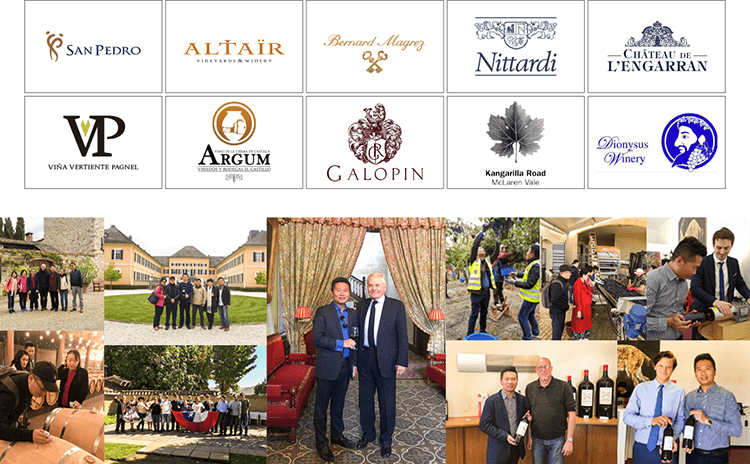 SAN PEDRO
ALTAÏR
VINEYARDS & WINERY
Bernard Magrez
Nittardi
CHÂTEAU DE
L'ENGARRAN
VP
VIÑA VERTIENTE PAGNEL
VINO DE LA TIERRA DE CASTILLA
ARGUM
VINEDOS Y BODEGAS EL CASTILLO
GALOPIN
Kangarilla Road
McLaren Vale
Dionysus
Winery